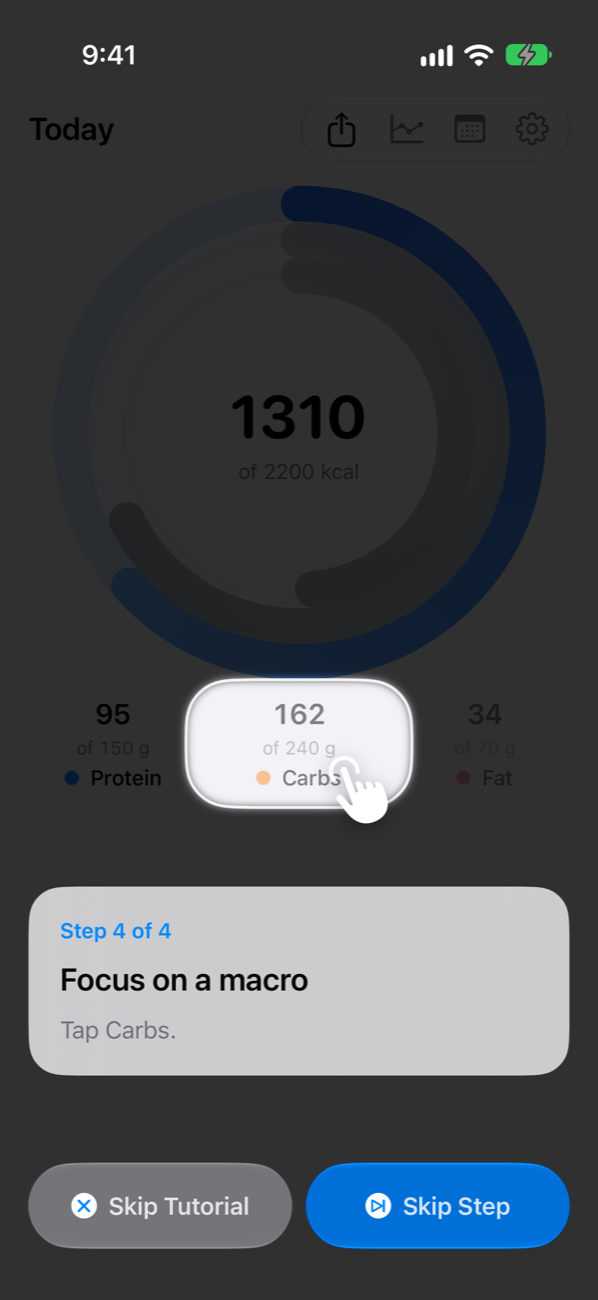 9:41
Today
1310
of 2200 kcal
95
of 150 g
Protein
162
of 240 g
Carbs
34
of 70 g
Fat
Step 4 of 4
Focus on a macro
Tap Carbs.
Skip Tutorial
Skip Step